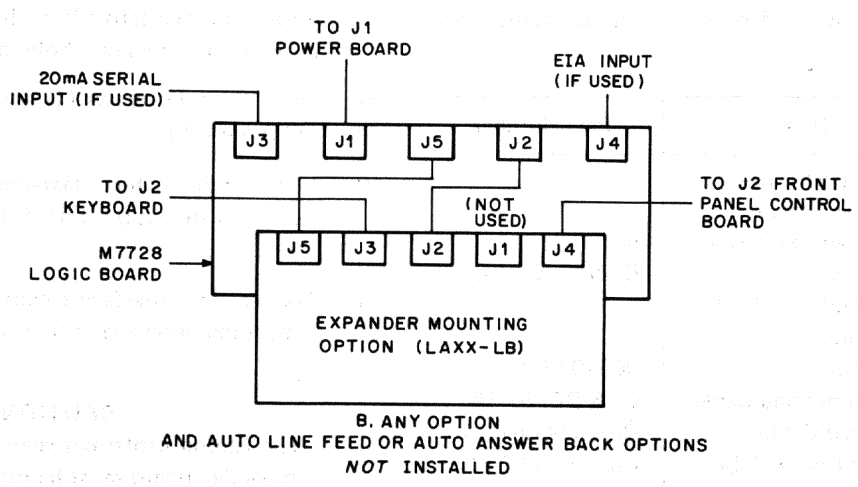 TO J1
POWER BOARD
20mA SERIAL
INPUT (IF USED)
EIA INPUT
(IF USED)
J3
J1
J5
J2
J4
TO J2
KEYBOARD
(NOT
USED)
TO J2 FRONT
PANEL CONTROL
BOARD
M7728
LOGIC BOARD
J5
J3
J2
J1
J4
EXPANDER MOUNTING
OPTION (LAXX-LB)
B. ANY OPTION
AND AUTO LINE FEED OR AUTO ANSWER BACK OPTIONS
NOT INSTALLED